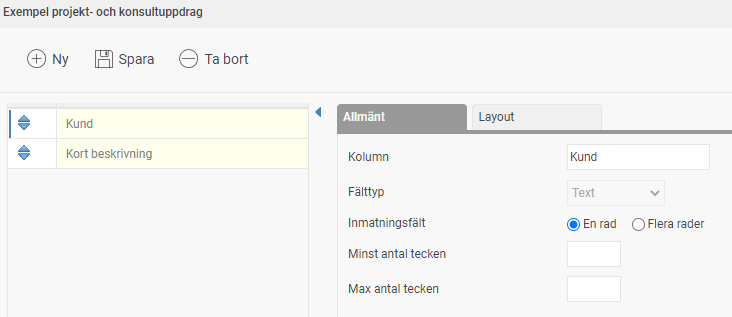 Exempel projekt- och konsultuppdrag
Ny Spara Ta bort
Kund
Kort beskrivning
Allmänt Layout
Kolumn Kund
Fälttyp Text
Inmatningsfält En rad Flera rader
Minst antal tecken
Max antal tecken